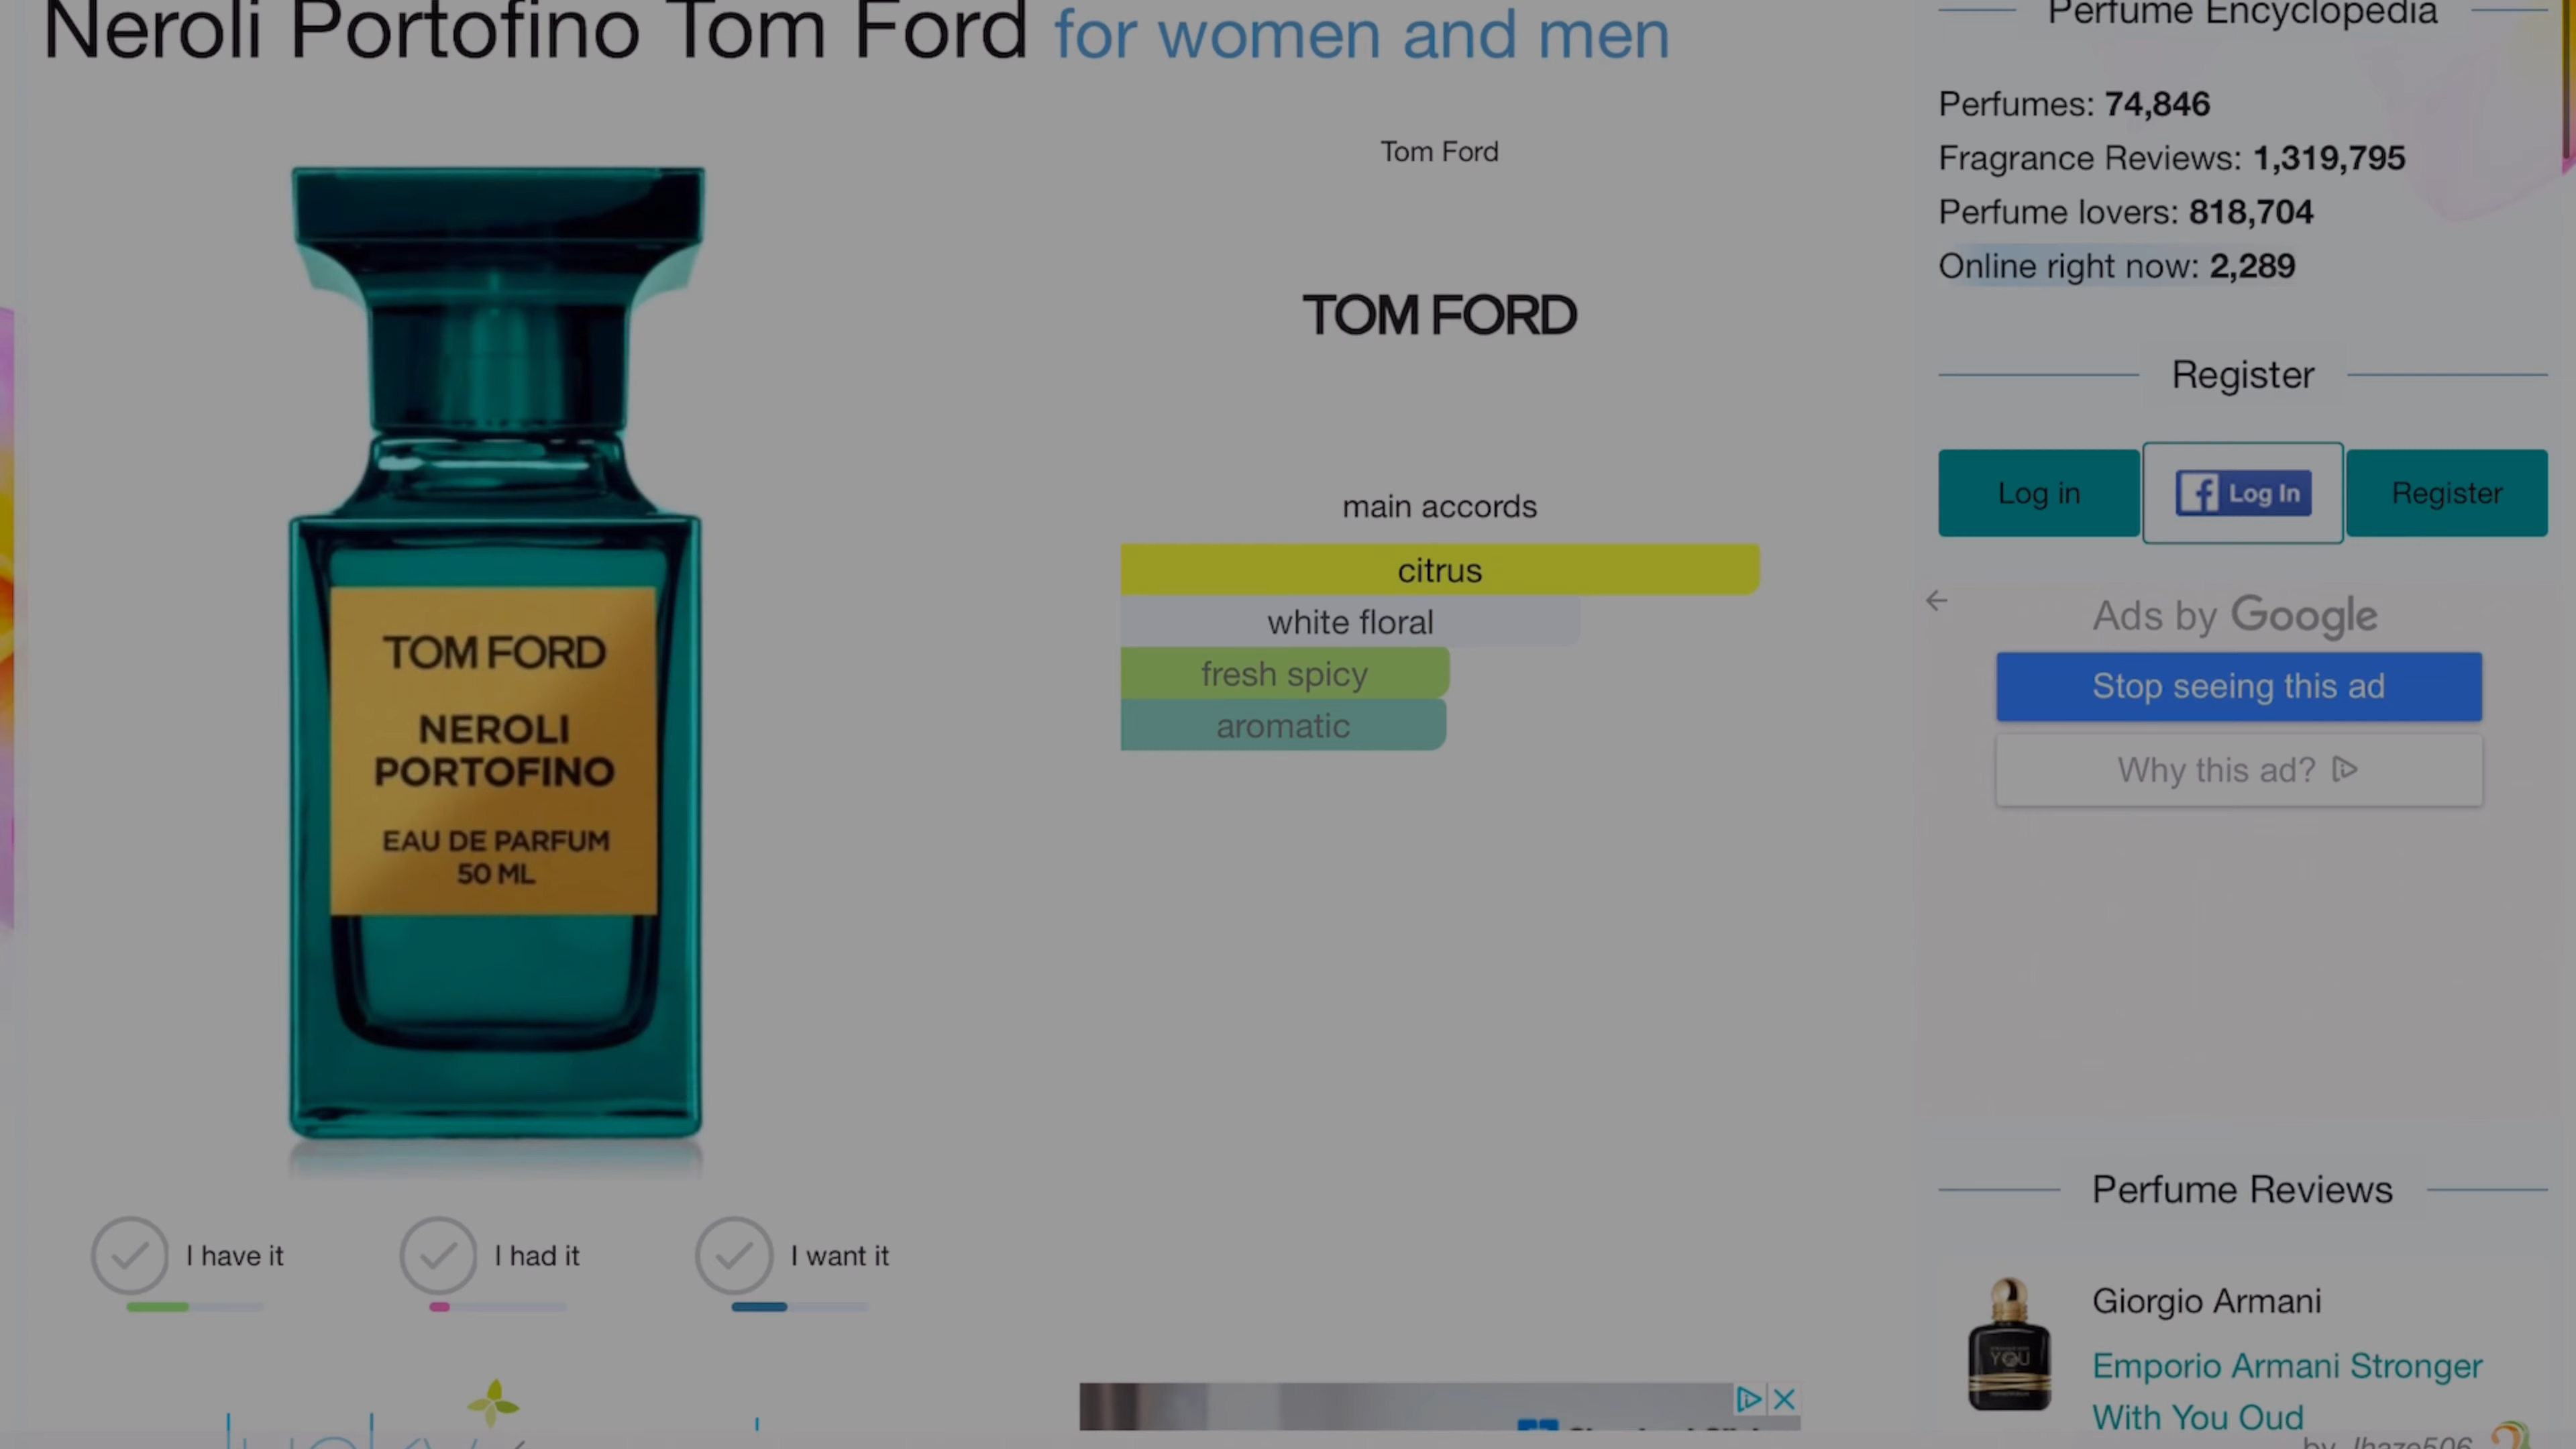 Neroli Portofino Tom Ford for women and men
Tom Ford
TOM FORD
main accords
citrus
white floral
fresh spicy
aromatic
TOM FORD
NEROLI
PORTOFINO
EAU DE PARFUM
50 ML
I have it
I had it
I want it
Perfume Encyclopedia
Perfumes: 74,846
Fragrance Reviews: 1,319,795
Perfume lovers: 818,704
Online right now: 2,289
Register
Log in
Log In
Register
Ads by Google
Stop seeing this ad
Why this ad?
Perfume Reviews
Giorgio Armani
YOU
Emporio Armani Stronger
With You Oud
by